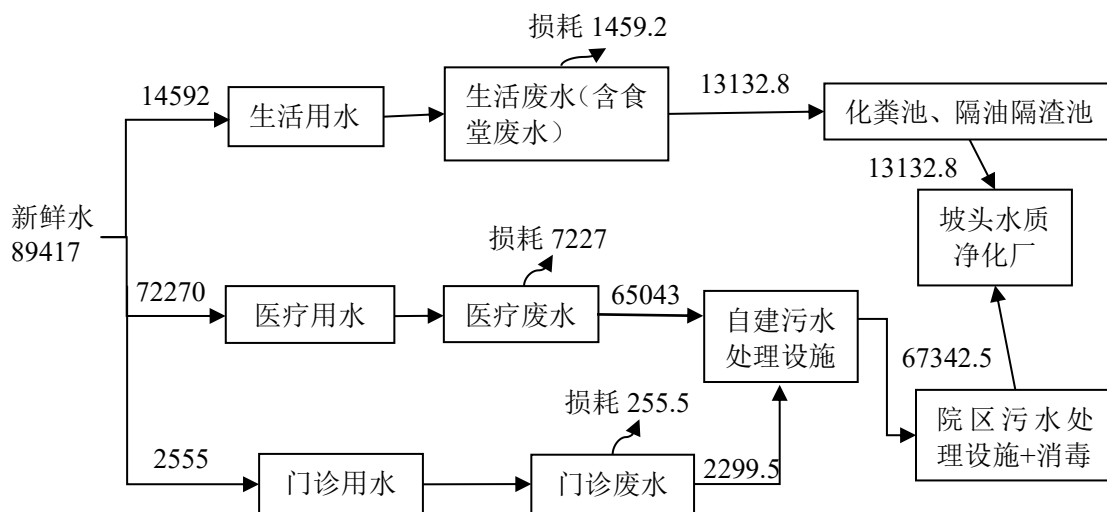 损耗 1459.2
14592
生活用水
生活废水（含食
堂废水）
13132.8
化粪池、隔油隔渣池
13132.8
新鲜水
89417
坡头水质
净化厂
损耗 7227
72270
医疗用水
医疗废水
65043
自建污水
处理设施
67342.5
损耗 255.5
院区污水处
理设施+消毒
2555
门诊用水
门诊废水
2299.5